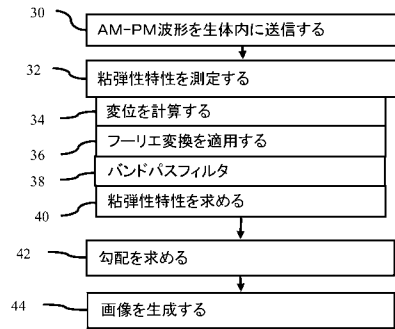 30
AM-PM波形を生体内に送信する
32
粘弾性特性を測定する
34
変位を計算する
36
フーリエ変換を適用する
38
バンドパスフィルタ
40
粘弾性特性を求める
42
勾配を求める
44
画像を生成する